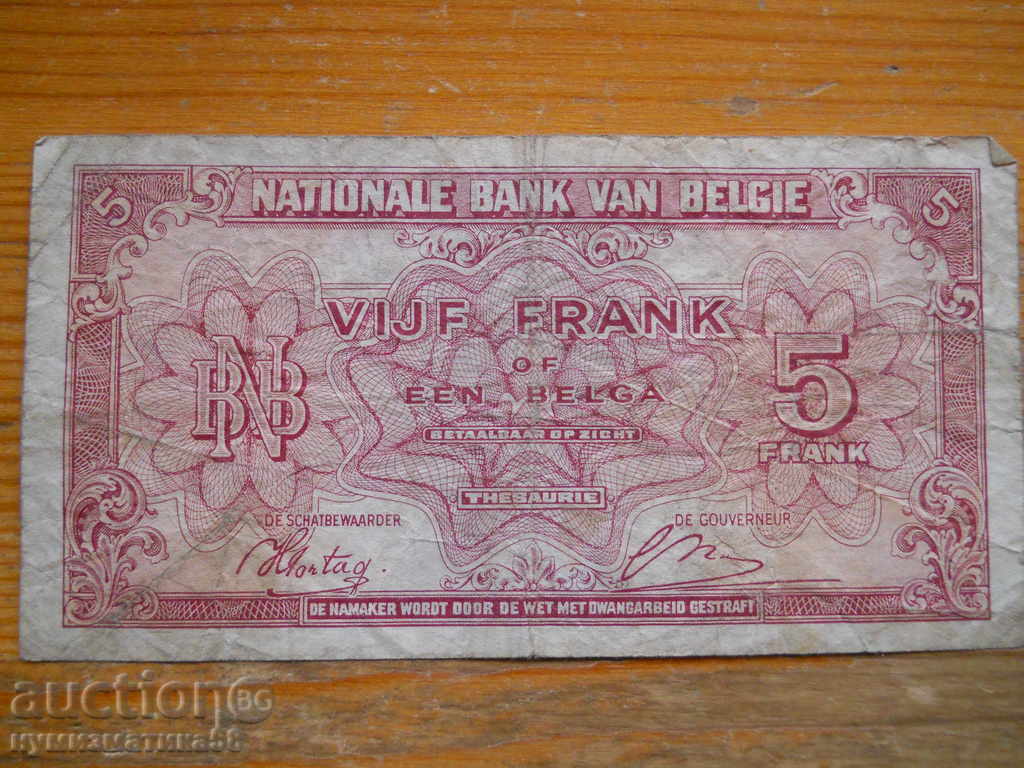 5
NATIONALE BANK VAN BELGIE
5
VIJF FRANK
OF
EEN BELGA
BETAALBAAR OP ZICHT
THESAURIE
BNB
5
FRANK
DE SCHATBEWAARDER
DE GOUVERNEUR
DE NAMAKER WORDT DOOR DE WET MET DWANGARBEID GESTRAFT
auctionBG
нумизматика58